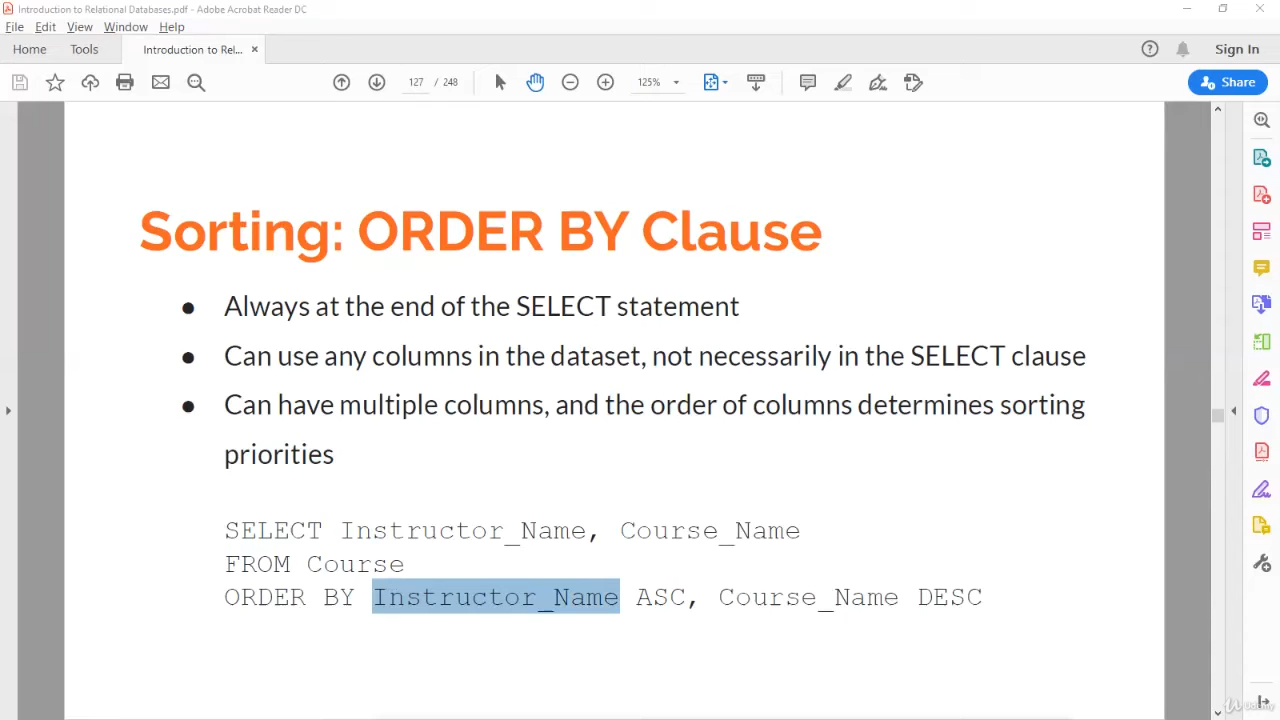 Introduction to Relational Databases.pdf - Adobe Acrobat Reader DC
File Edit View Window Help
Home Tools Introduction to Rel... × Sign In
127 / 248 125% Share
Sorting: ORDER BY Clause
● Always at the end of the SELECT statement
● Can use any columns in the dataset, not necessarily in the SELECT clause
● Can have multiple columns, and the order of columns determines sorting
priorities
SELECT Instructor_Name, Course_Name
FROM Course
ORDER BY Instructor_Name ASC, Course_Name DESC
Udemy